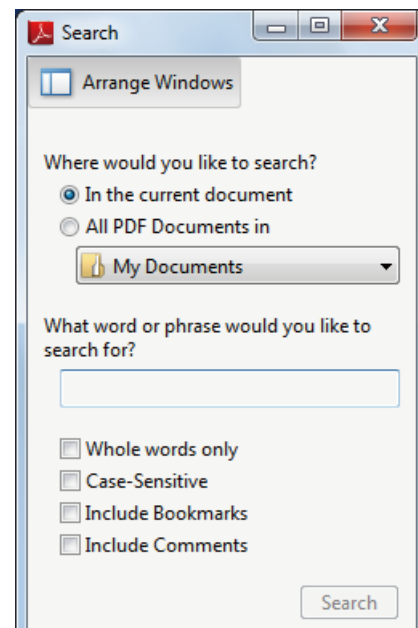 Search
Arrange Windows
Where would you like to search?
In the current document
All PDF Documents in
My Documents
What word or phrase would you like to
search for?
Whole words only
Case-Sensitive
Include Bookmarks
Include Comments
Search